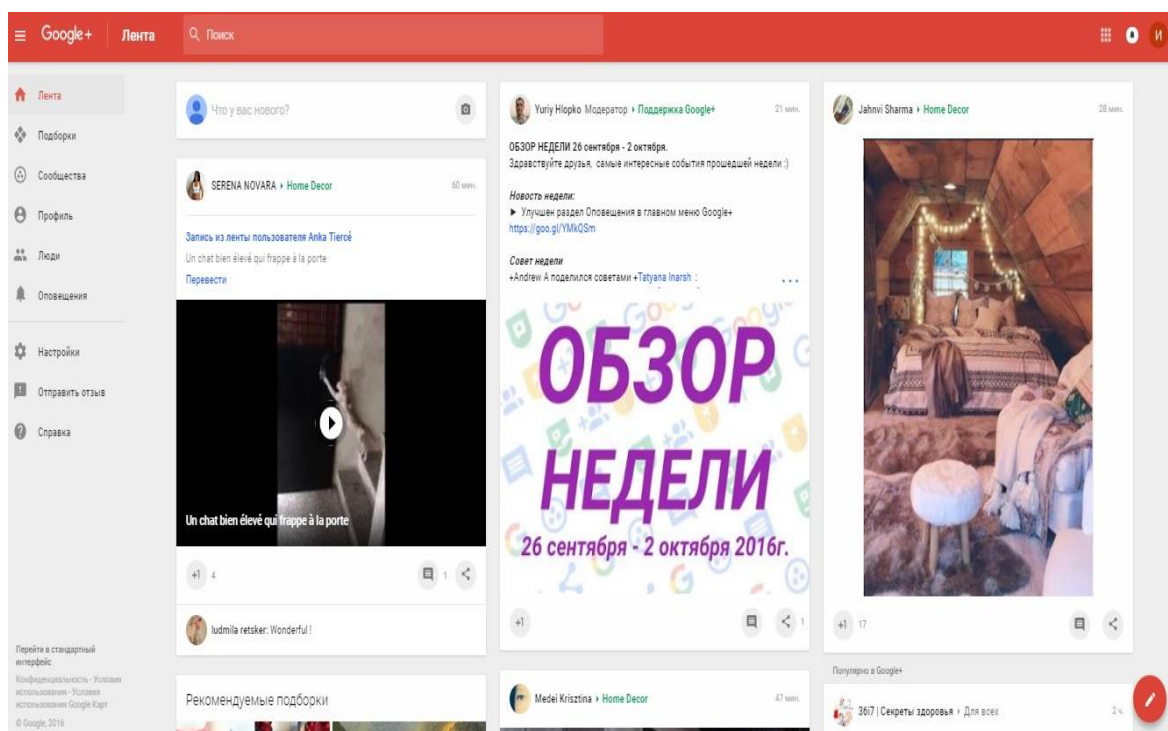 Google+
Лента
Поиск
И
Лента
Подборки
Сообщества
Профиль
Люди
Оповещения
Настройки
Отправить отзыв
Справка
Перейти в стандартный
интерфейс
Конфиденциальность - Условия
использования - Условия
использования Google Карт
© Google, 2016
Что у вас нового?
SERENA NOVARA ▸ Home Decor 60 мин.
Запись из ленты пользователя Anka Tiercé
Un chat bien élevé qui frappe à la porte
Перевести
Un chat bien élevé qui frappe à la porte
+1 4 1
ludmila retsker: Wonderful !
Рекомендуемые подборки
Yuriy Hlopko Модератор ▸ Поддержка Google+ 21 мин.
ОБЗОР НЕДЕЛИ 26 сентября - 2 октября.
Здравствуйте друзья, самые интересные события прошедшей недели :)
Новость недели:
► Улучшен раздел Оповещения в главном меню Google+
https://goo.gl/YMkQSm
Совет недели
+Andrew A поделился советами +Tatyana Inarsh :
...
ОБЗОР
НЕДЕЛИ
26 сентября - 2 октября 2016г.
+1 1
Medei Krisztina ▸ Home Decor 47 мин.
Jahnvi Sharma ▸ Home Decor 28 мин.
+1 17
Популярно в Google+
36i7 | Секреты здоровья ▸ Для всех 2 ч.